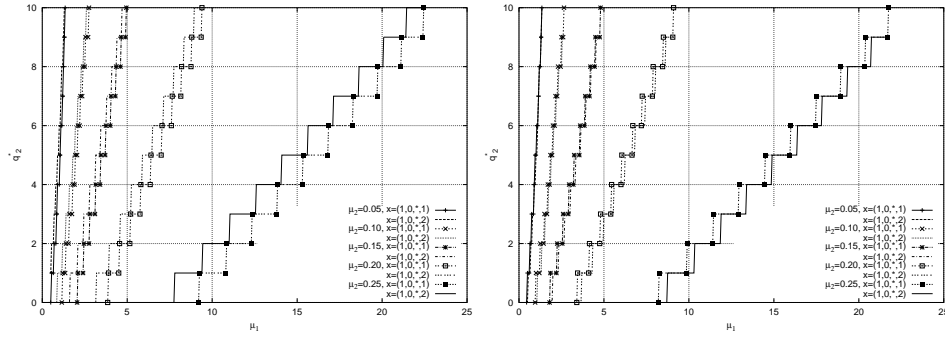 10
8
6
4
2
0
q*2
0 5 10 15 20 25
μ1
μ2=0.05, x=(1,0,*,1)
x=(1,0,*,2)
μ2=0.10, x=(1,0,*,1)
x=(1,0,*,2)
μ2=0.15, x=(1,0,*,1)
x=(1,0,*,2)
μ2=0.20, x=(1,0,*,1)
x=(1,0,*,2)
μ2=0.25, x=(1,0,*,1)
x=(1,0,*,2)
10
8
6
4
2
0
q*2
0 5 10 15 20 25
μ1
μ2=0.05, x=(1,0,*,1)
x=(1,0,*,2)
μ2=0.10, x=(1,0,*,1)
x=(1,0,*,2)
μ2=0.15, x=(1,0,*,1)
x=(1,0,*,2)
μ2=0.20, x=(1,0,*,1)
x=(1,0,*,2)
μ2=0.25, x=(1,0,*,1)
x=(1,0,*,2)